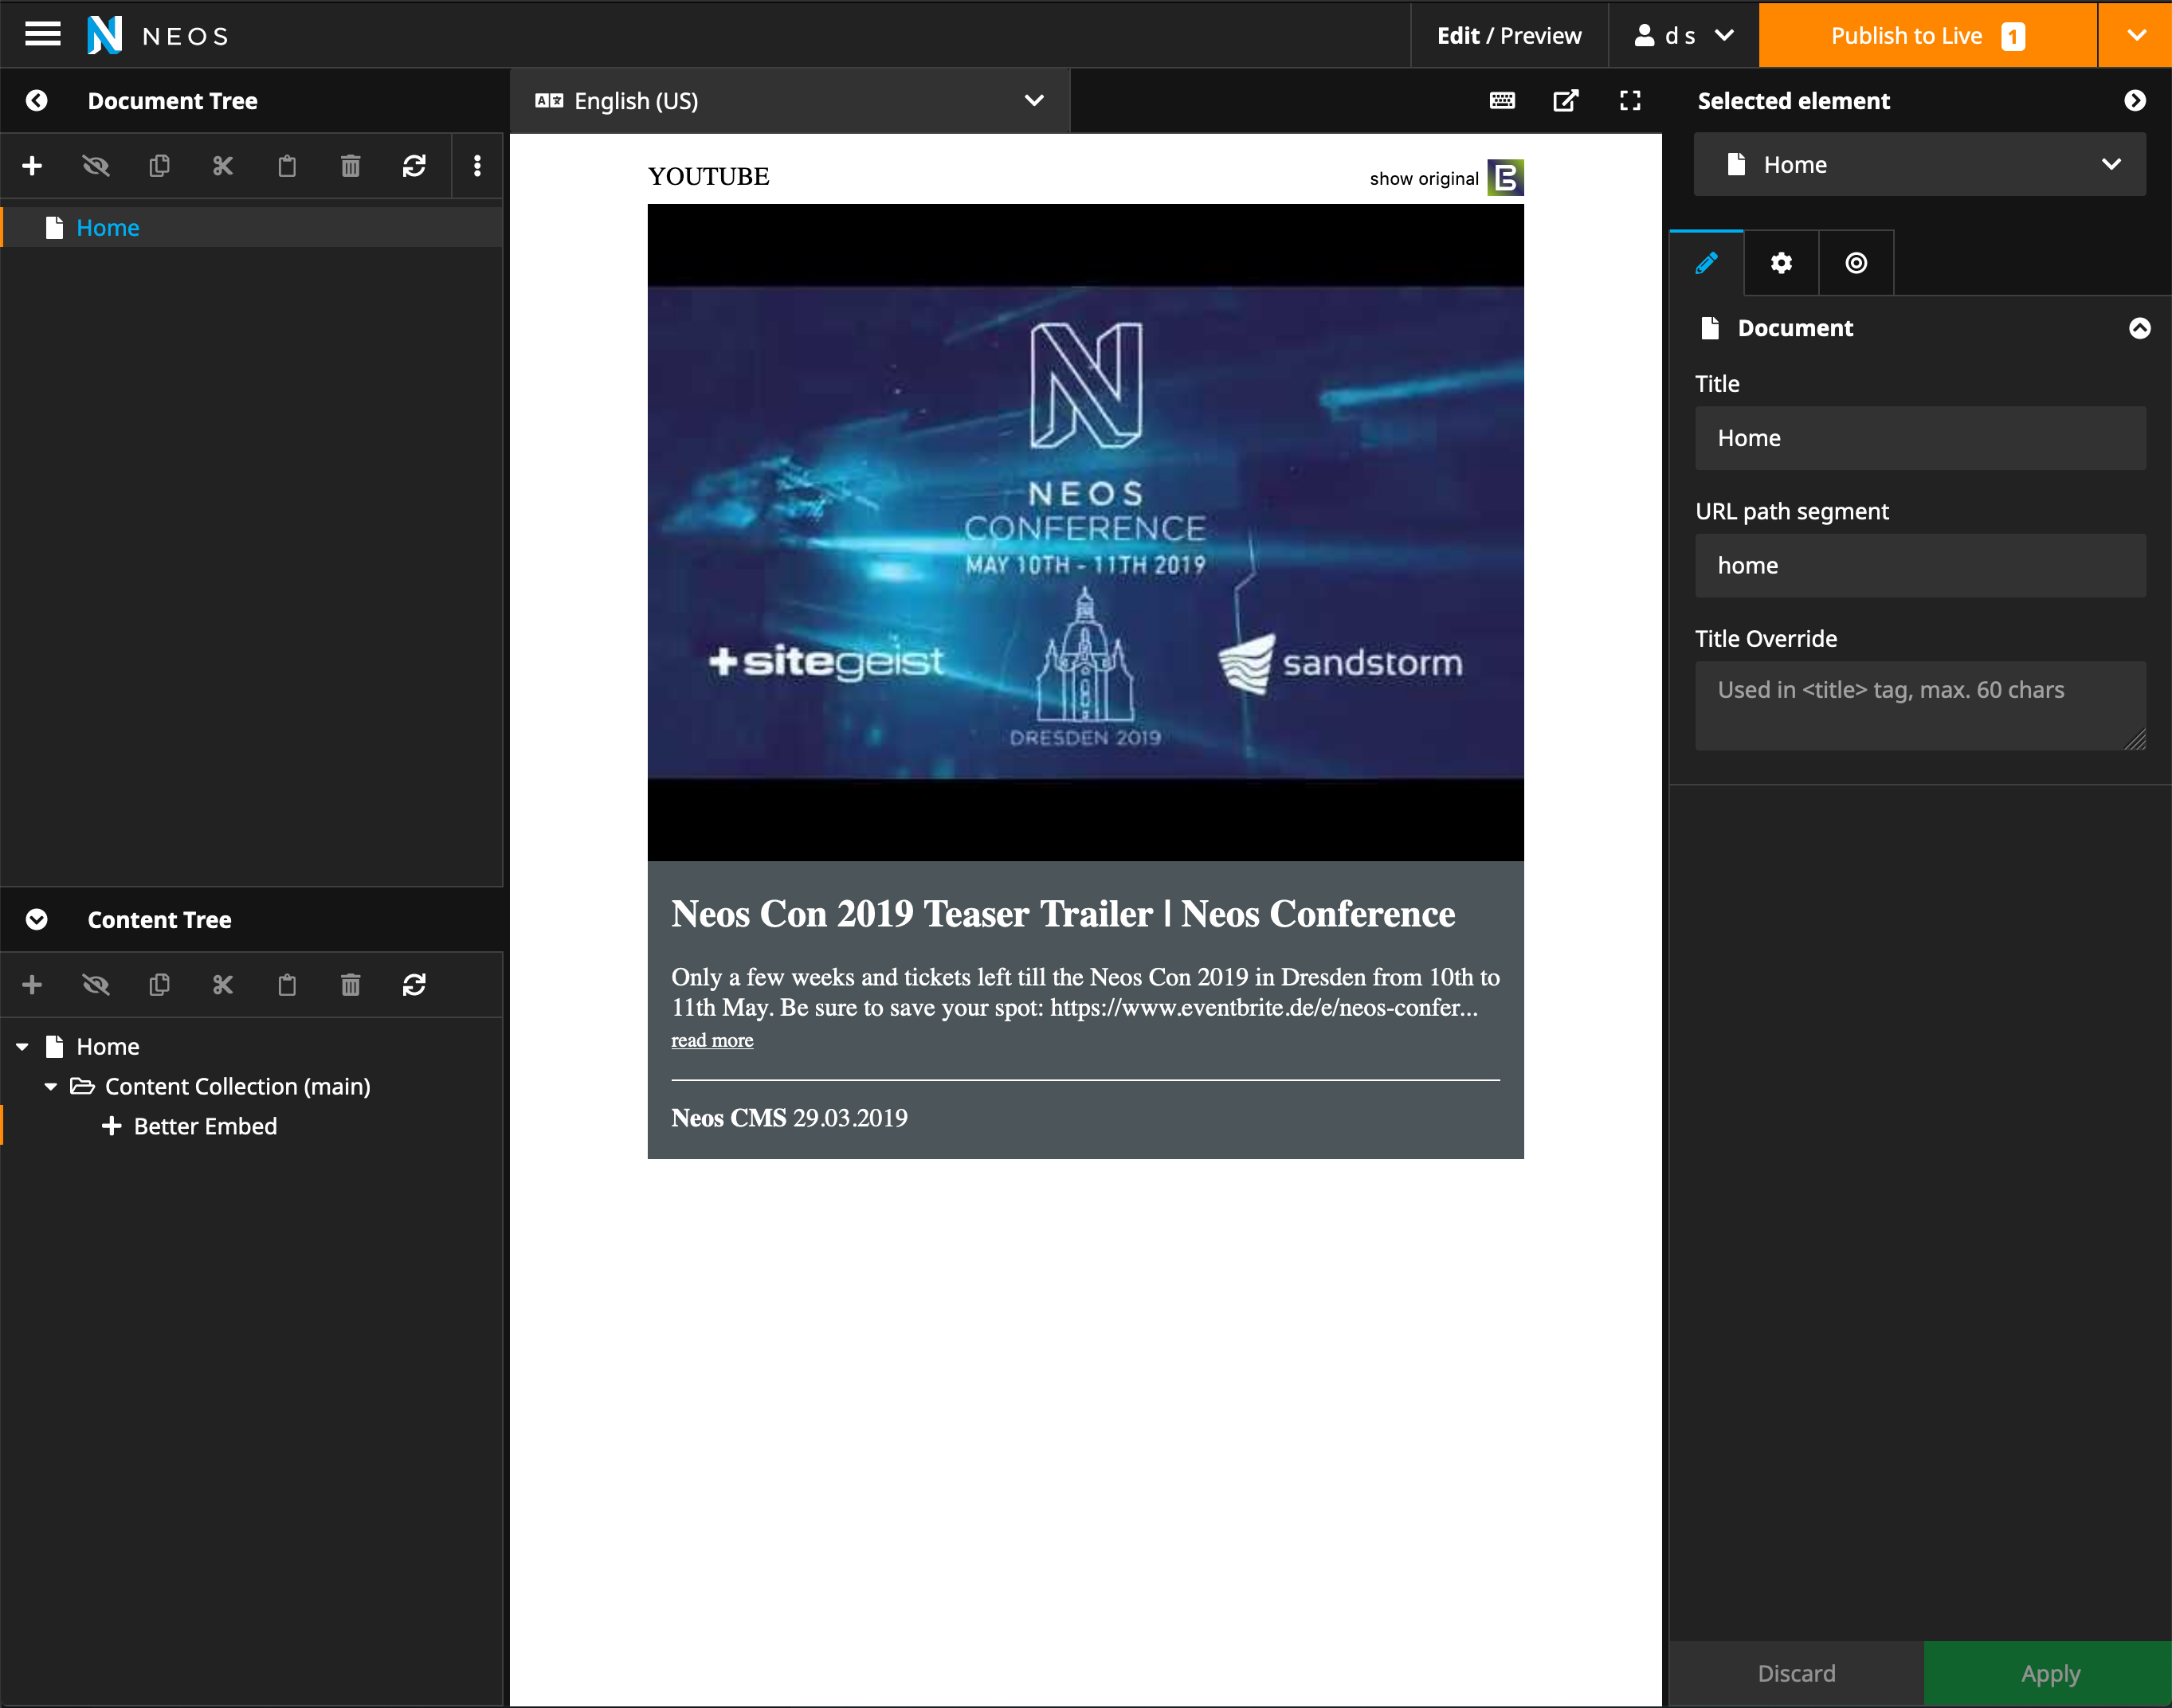 NEOS
Edit / Preview
d s
Publish to Live 1
Document Tree
English (US)
Selected element
Home
Home
Document
Title
Home
URL path segment
home
Title Override
Used in <title> tag, max. 60 chars
YOUTUBE
show original
NEOS
CONFERENCE
MAY 10TH - 11TH 2019
sitegeist
sandstorm
DRESDEN 2019
Neos Con 2019 Teaser Trailer | Neos Conference
Only a few weeks and tickets left till the Neos Con 2019 in Dresden from 10th to
11th May. Be sure to save your spot: https://www.eventbrite.de/e/neos-confer...
read more
Neos CMS 29.03.2019
Content Tree
Home
Content Collection (main)
Better Embed
Discard
Apply